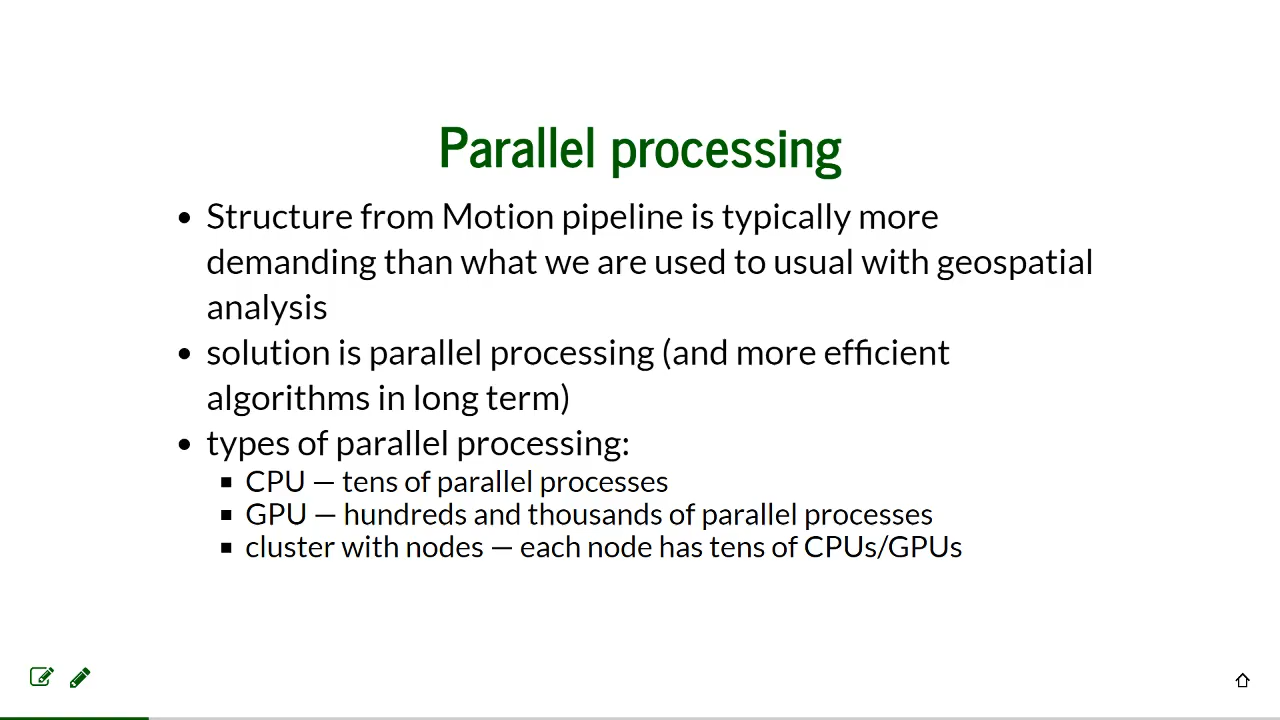 Parallel processing
• Structure from Motion pipeline is typically more
demanding than what we are used to usual with geospatial
analysis
• solution is parallel processing (and more efficient
algorithms in long term)
• types of parallel processing:
▪ CPU — tens of parallel processes
▪ GPU — hundreds and thousands of parallel processes
▪ cluster with nodes — each node has tens of CPUs/GPUs